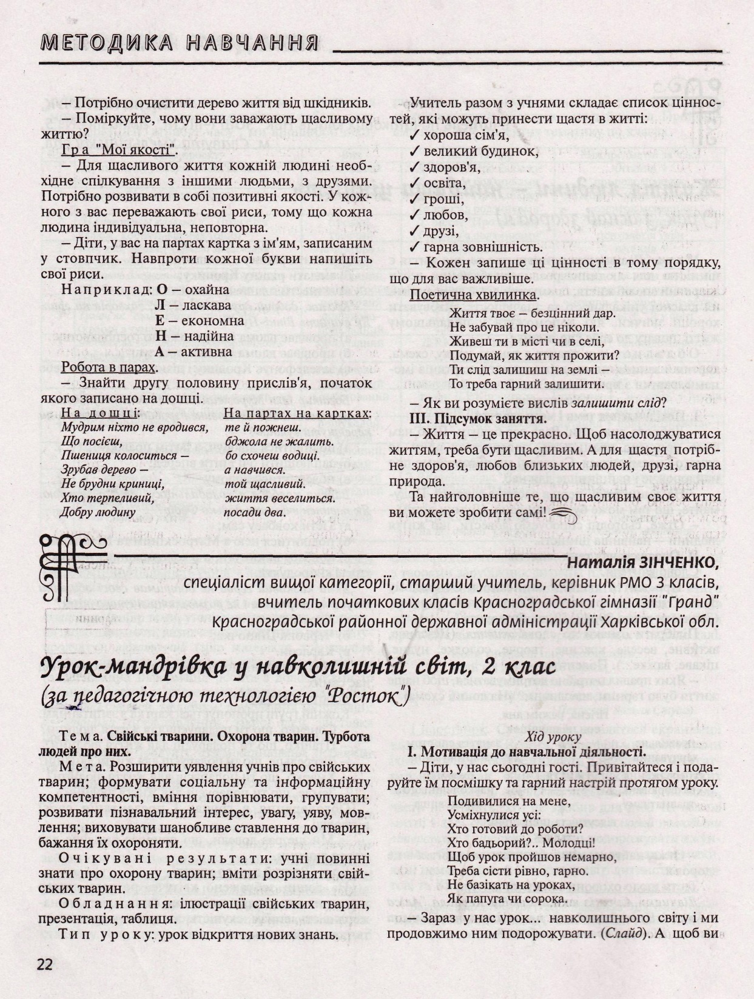 МЕТОДИКА НАВЧАННЯ
– Потрібно очистити дерево життя від шкідників.
– Поміркуйте, чому вони заважають щасливому
життю?
Гра "Мої якості".
– Для щасливого життя кожній людині необ-
хідне спілкування з іншими людьми, з друзями.
Потрібно розвивати в собі позитивні якості. У кож-
ного з вас переважають свої риси, тому що кожна
людина індивідуальна, неповторна.
– Діти, у вас на партах картка з ім'ям, записаним
у стовпчик. Навпроти кожної букви напишіть
свої риси.
Наприклад: О – охайна
Л – ласкава
Е – економна
Н – надійна
А – активна
Робота в парах.
– Знайти другу половину прислів'я, початок
якого записано на дошці.
На дошці: На партах на картках:
Мудрим ніхто не вродився, те й пожнеш.
Що посієш, бджола не жалить.
Пшениця колоситься – бо схочеш водиці.
Зрубав дерево – а навчився.
Не брудни криниці, той щасливий.
Хто терпеливий, життя веселиться.
Добру людину посади два.
Учитель разом з учнями складає список ціннос-
тей, які можуть принести щастя в житті:
✓ хороша сім'я,
✓ великий будинок,
✓ здоров'я,
✓ освіта,
✓ гроші,
✓ любов,
✓ друзі,
✓ гарна зовнішність.
– Кожен запише ці цінності в тому порядку,
що для вас важливіше.
Поетична хвилинка.
Життя твоє – безцінний дар.
Не забувай про це ніколи.
Живеш ти в місті чи в селі,
Подумай, як життя прожити?
Ти слід залишиш на землі –
То треба гарний залишити.
– Як ви розумієте вислів залишити слід?
ІІІ. Підсумок заняття.
– Життя – це прекрасно. Щоб насолоджуватися
життям, треба бути щасливим. А для щастя потріб-
не здоров'я, любов близьких людей, друзі, гарна
природа.
Та найголовніше те, що щасливим своє життя
ви можете зробити самі!
Наталія ЗІНЧЕНКО,
спеціаліст вищої категорії, старший учитель, керівник РМО 3 класів,
вчитель початкових класів Красноградської гімназії "Гранд"
Красноградської районної державної адміністрації Харківської обл.
Урок-мандрівка у навколишній світ, 2 клас
(за педагогічною технологією "Росток")
Тема. Свійські тварини. Охорона тварин. Турбота
людей про них.
Мета. Розширити уявлення учнів про свійських
тварин; формувати соціальну та інформаційну
компетентності, вміння порівнювати, групувати;
розвивати пізнавальний інтерес, увагу, уяву, мов-
лення; виховувати шанобливе ставлення до тварин,
бажання їх охороняти.
Очікувані результати: учні повинні
знати про охорону тварин; вміти розрізняти свій-
ських тварин.
Обладнання: ілюстрації свійських тварин,
презентація, таблиця.
Тип уроку: урок відкриття нових знань.
Хід уроку
І. Мотивація до навчальної діяльності.
– Діти, у нас сьогодні гості. Привітайтеся і пода-
руйте їм посмішку та гарний настрій протягом уроку.
Подивилися на мене,
Усміхнулися усі:
Хто готовий до роботи?
Хто бадьорий?.. Молодці!
Щоб урок пройшов немарно,
Треба сісти рівно, гарно.
Не базікать на уроках,
Як папуга чи сорока.
– Зараз у нас урок... навколишнього світу і ми
продовжимо ним подорожувати. (Слайд). А щоб ви
22